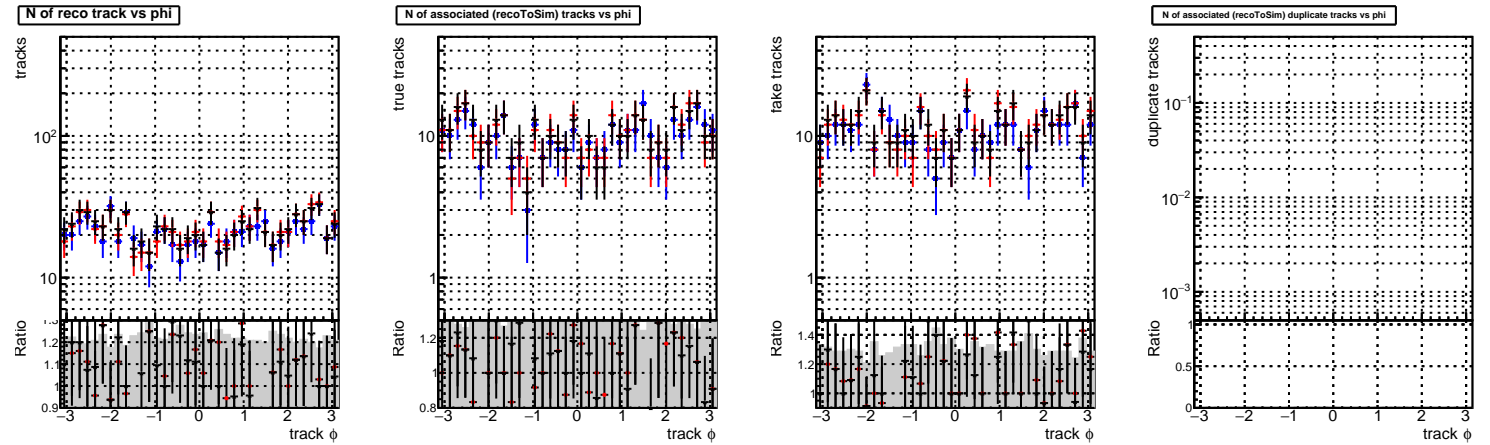 N of reco track vs phi
tracks
10²
10
Ratio
1.3
1.2
1.1
1
0.9
−3 −2 −1 0 1 2 3
track ϕ
N of associated (recoToSim) tracks vs phi
true tracks
10
1
Ratio
1.2
1
0.8
−3 −2 −1 0 1 2 3
track ϕ
fake tracks
10
1
Ratio
1.4
1.2
1
−3 −2 −1 0 1 2 3
track ϕ
N of associated (recoToSim) duplicate tracks vs phi
duplicate tracks
10⁻¹
10⁻²
10⁻³
Ratio
1
0.5
0
−3 −2 −1 0 1 2 3
track ϕ